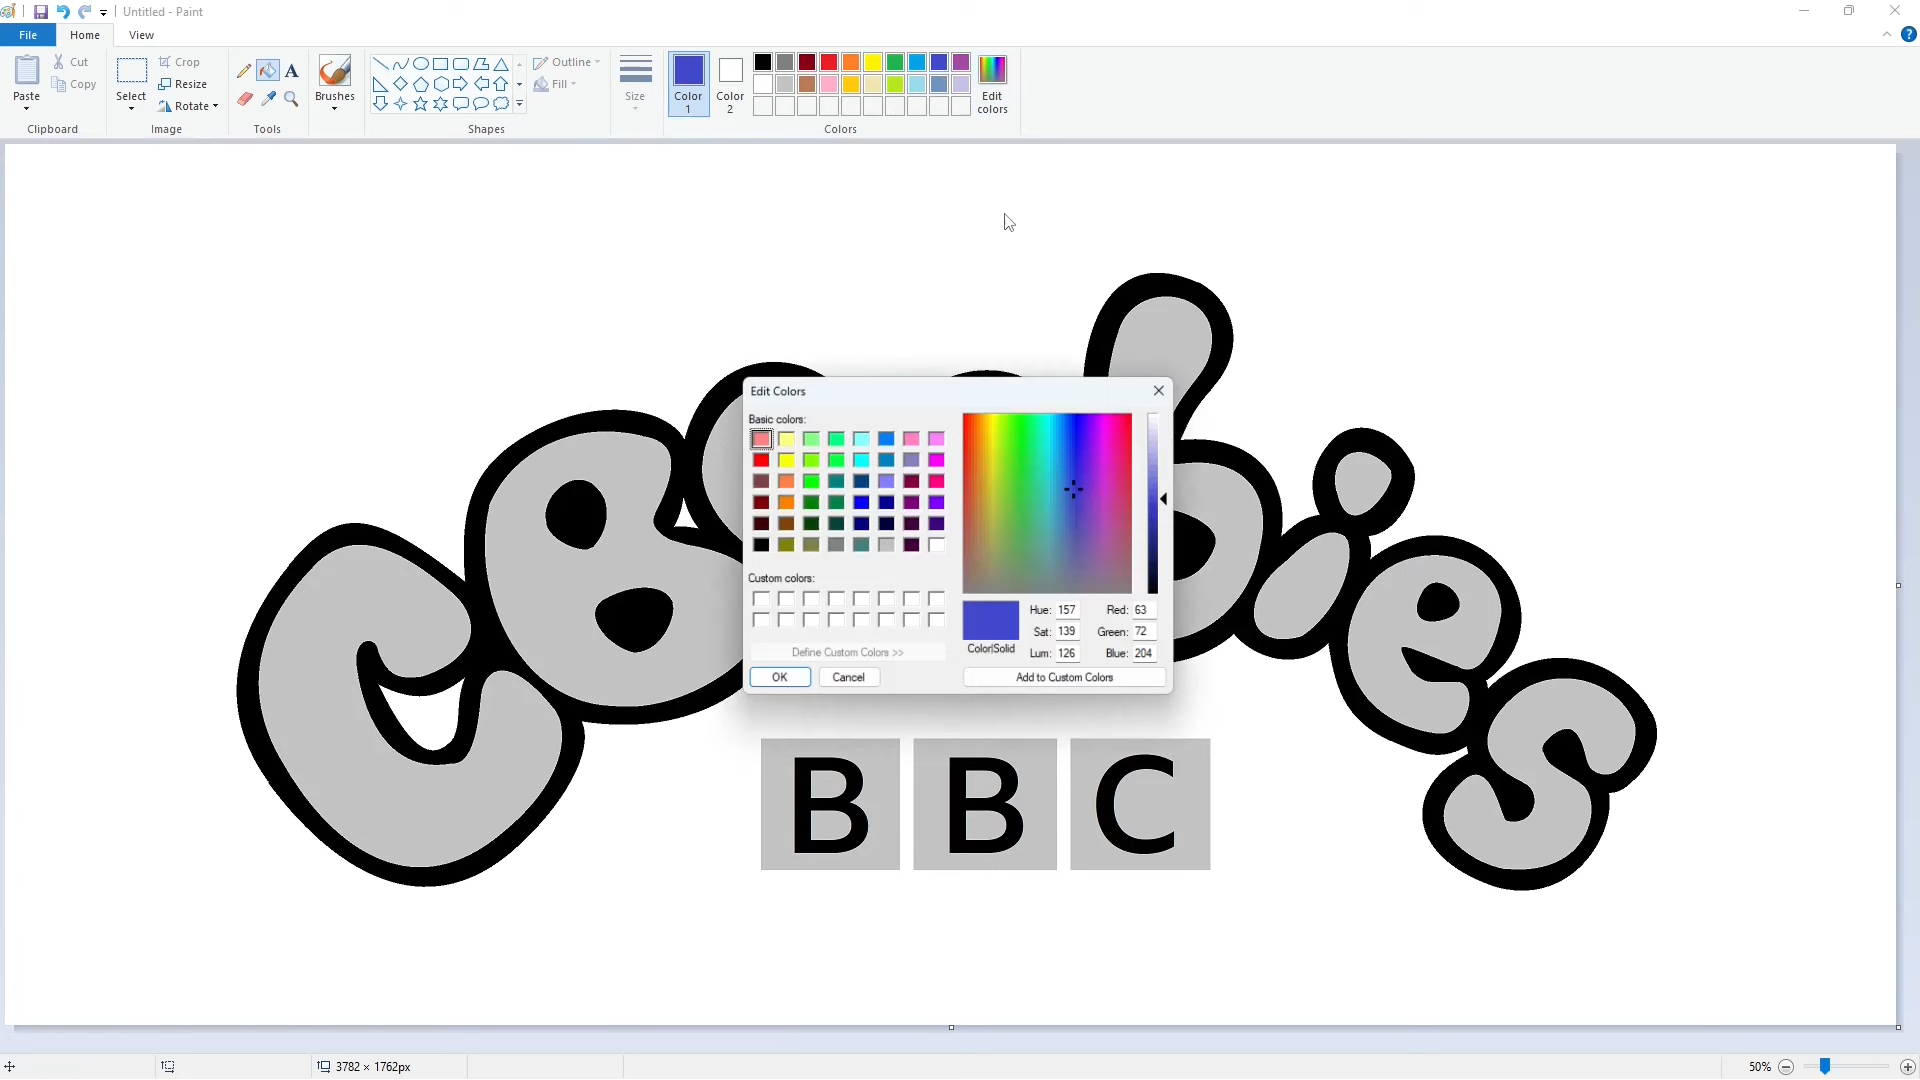 Untitled - Paint
File Home View
Paste
Cut
Copy
Clipboard
Select
Crop
Resize
Rotate
Image
A
Tools
Brushes
Shapes
Outline
Fill
Size
Color 1
Color 2
Edit colors
Colors
Edit Colors
Basic colors:
Custom colors:
Define Custom Colors >>
OK Cancel
Color|Solid
Hue: 157 Red: 63
Sat: 139 Green: 72
Lum: 126 Blue: 204
Add to Custom Colors
B B C
3782 × 1762px
50%